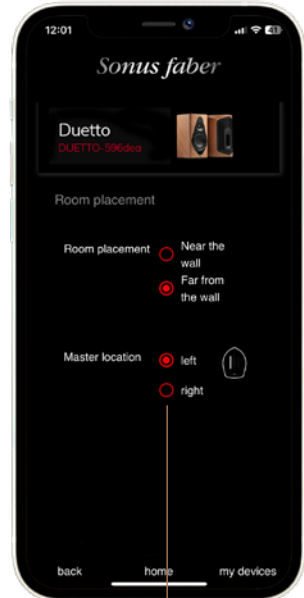 12:01
41
Sonus faber
Duetto
DUETTO-596dea
Room placement
Room placement
Near the
wall
Far from
the wall
Master location
left
right
back home my devices